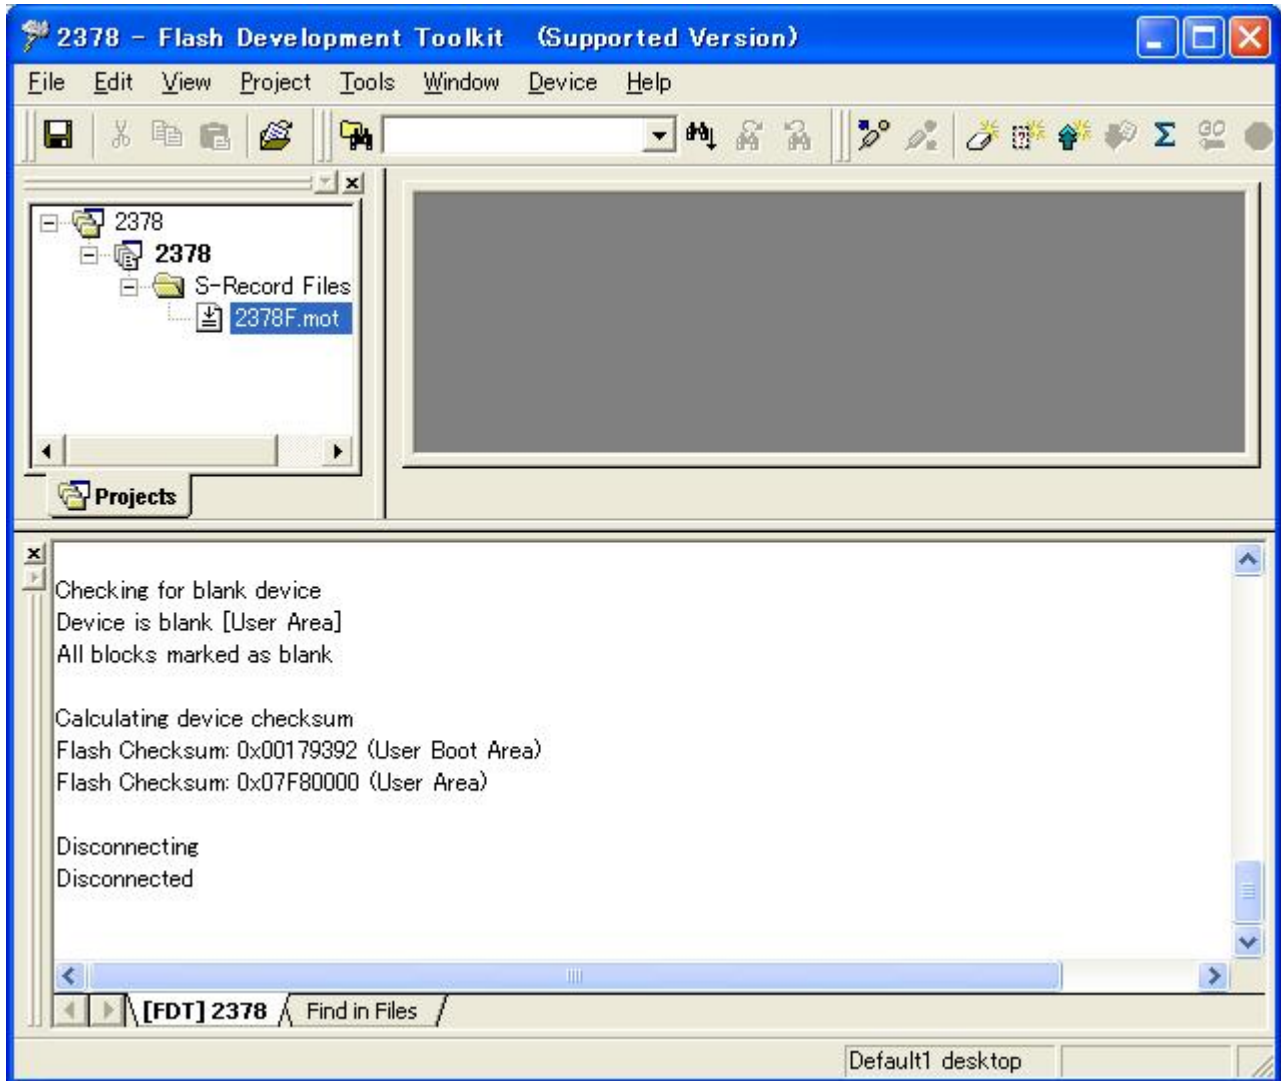 2378 - Flash Development Toolkit (Supported Version)
File Edit View Project Tools Window Device Help
GO
2378
2378
S-Record Files
2378F.mot
Projects
Checking for blank device
Device is blank [User Area]
All blocks marked as blank
Calculating device checksum
Flash Checksum: 0x00179392 (User Boot Area)
Flash Checksum: 0x07F80000 (User Area)
Disconnecting
Disconnected
[FDT] 2378 Find in Files
Default1 desktop